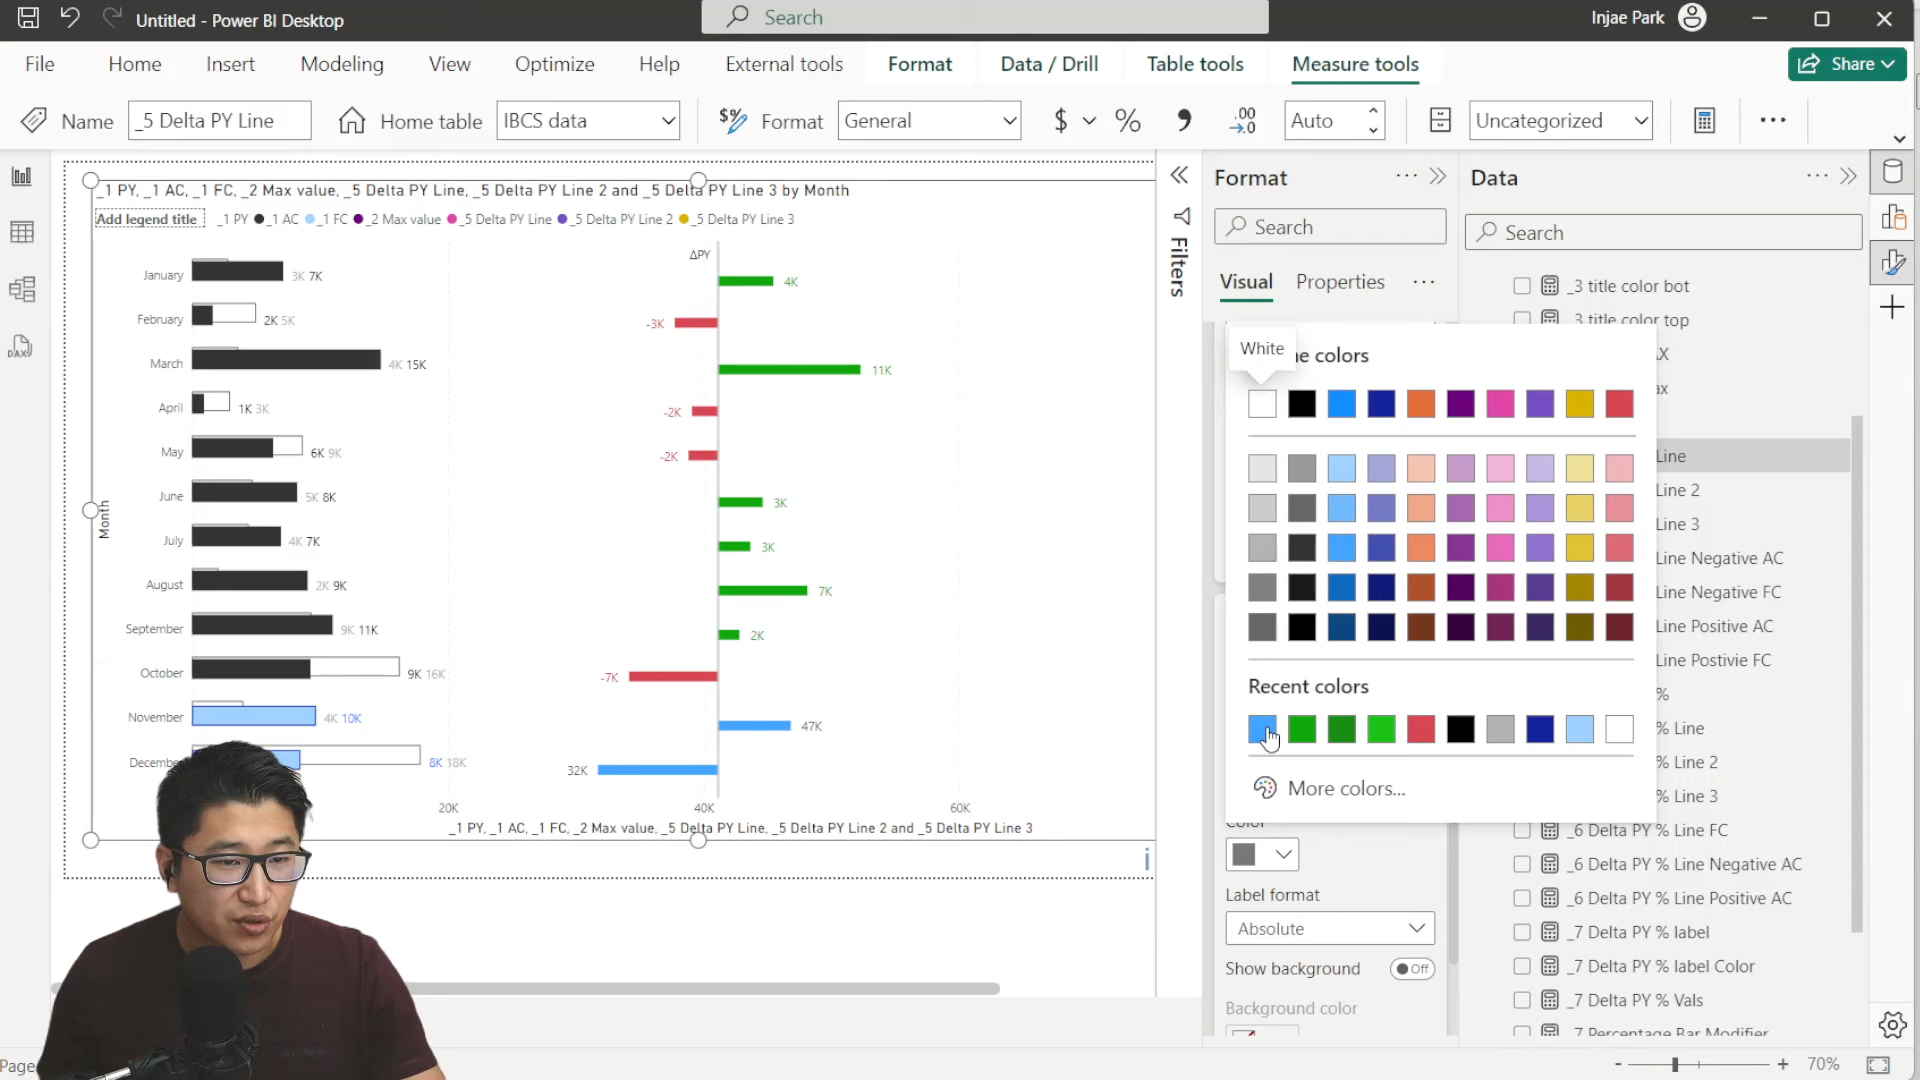 Untitled - Power BI Desktop
Search
Injae Park
File Home Insert Modeling View Optimize Help External tools Format Data / Drill Table tools Measure tools
Share
Name _5 Delta PY Line Home table IBCS data Format General $ % , .00 →.0 Auto Uncategorized ...
_1 PY, _1 AC, _1 FC, _2 Max value, _5 Delta PY Line, _5 Delta PY Line 2 and _5 Delta PY Line 3 by Month
Add legend title _1 PY _1 AC _1 FC _2 Max value _5 Delta PY Line _5 Delta PY Line 2 _5 Delta PY Line 3
ΔPY
January 3K 7K 4K
February 2K 5K -3K
March 4K 15K 11K
April 1K 3K -2K
May 6K 9K -2K
June 5K 8K 3K
July 4K 7K 3K
August 2K 9K 7K
September 9K 11K 2K
October 9K 16K -7K
November 4K 10K 47K
Decembe 8K 18K 32K
Month
20K 40K 60K
_1 PY, _1 AC, _1 FC, _2 Max value, _5 Delta PY Line, _5 Delta PY Line 2 and _5 Delta PY Line 3
Filters
Format
Search
Visual Properties ...
White
e colors
Recent colors
More colors...
Color
Label format
Absolute
Show background Off
Background color
Data
Search
_3 title color bot
_3 title color top
X
ax
Line
Line 2
Line 3
Line Negative AC
Line Negative FC
Line Positive AC
Line Postivie FC
%
% Line
% Line 2
% Line 3
_6 Delta PY % Line FC
_6 Delta PY % Line Negative AC
_6 Delta PY % Line Positive AC
_7 Delta PY % label
_7 Delta PY % label Color
_7 Delta PY % Vals
_7 Percentage Bar Modifier
DAX
Page
- + 70%